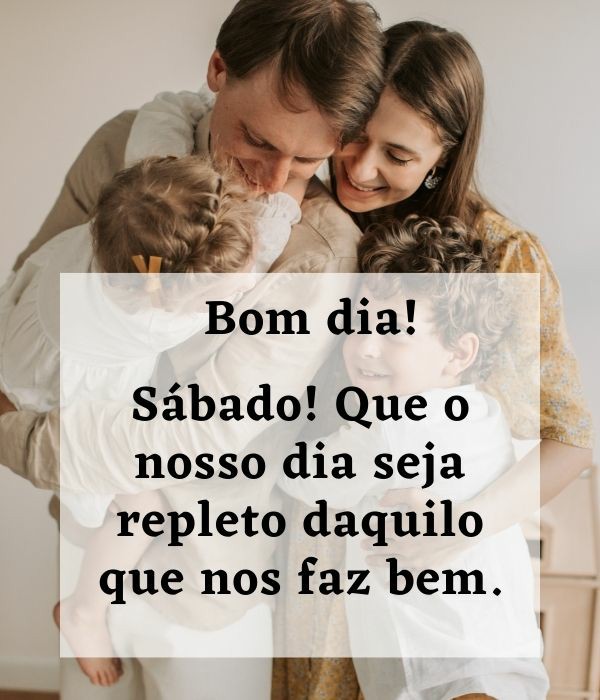 Bom dia!
Sábado! Que o
nosso dia seja
repleto daquilo
que nos faz bem.